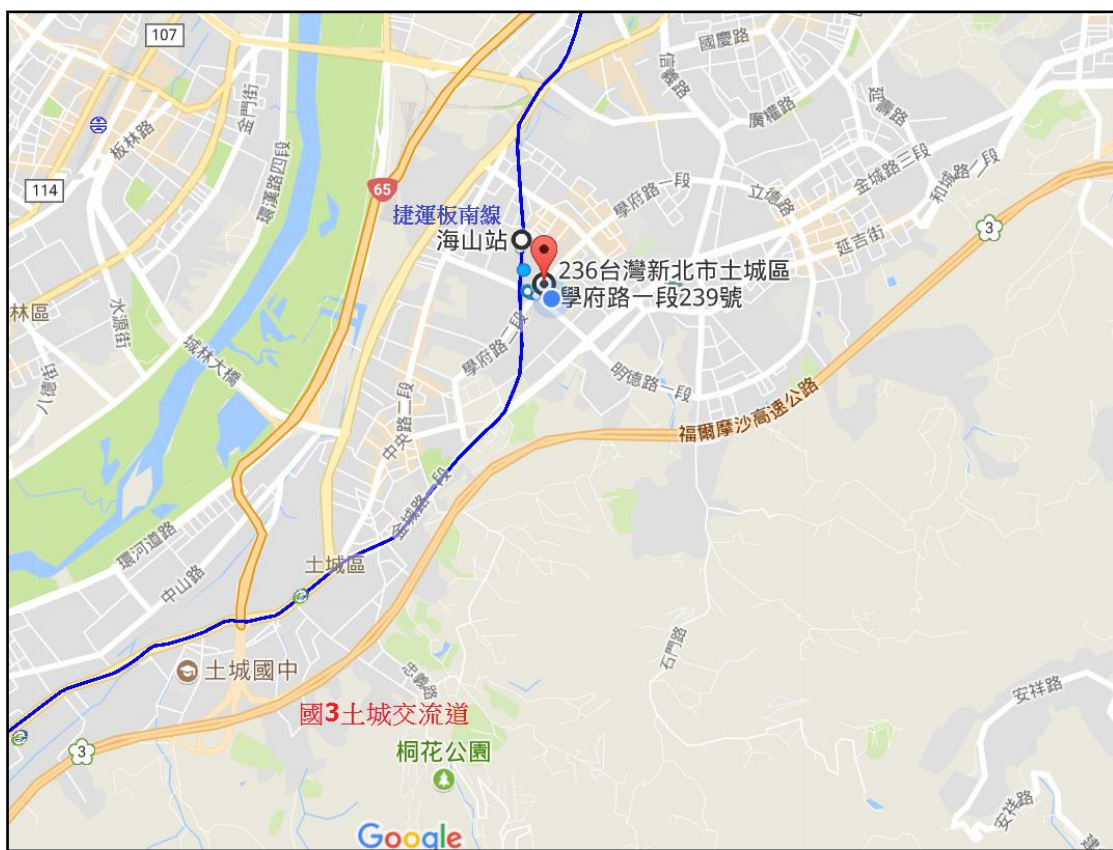 107
國慶路
信義路
金門街
板林路
廣權路
延壽路
環漢路四段
金城路三段
和城路一段
114
65
學府路一段
立德路
捷運板南線
海山站
延吉街
3
236台灣新北市土城區
學府路一段239號
林區
水源街
城林大橋
學府路二段
八德街
明德路一段
中央路二段
福爾摩沙高速公路
金城路一段
環河道路
土城區
中山路
石門路
土城國中
忠義路
安祥路
國3土城交流道
3
桐花公園
安祥路
Google